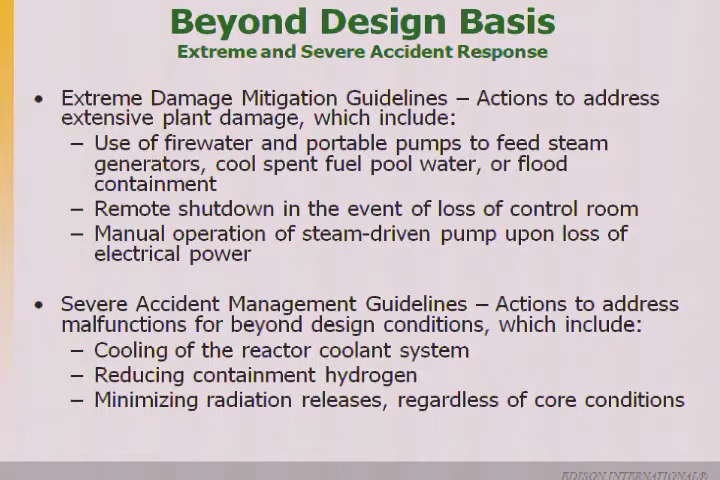 Beyond Design Basis
Extreme and Severe Accident Response
• Extreme Damage Mitigation Guidelines – Actions to address
extensive plant damage, which include:
– Use of firewater and portable pumps to feed steam
generators, cool spent fuel pool water, or flood
containment
– Remote shutdown in the event of loss of control room
– Manual operation of steam-driven pump upon loss of
electrical power
• Severe Accident Management Guidelines – Actions to address
malfunctions for beyond design conditions, which include:
– Cooling of the reactor coolant system
– Reducing containment hydrogen
– Minimizing radiation releases, regardless of core conditions
EDISON INTERNATIONAL®